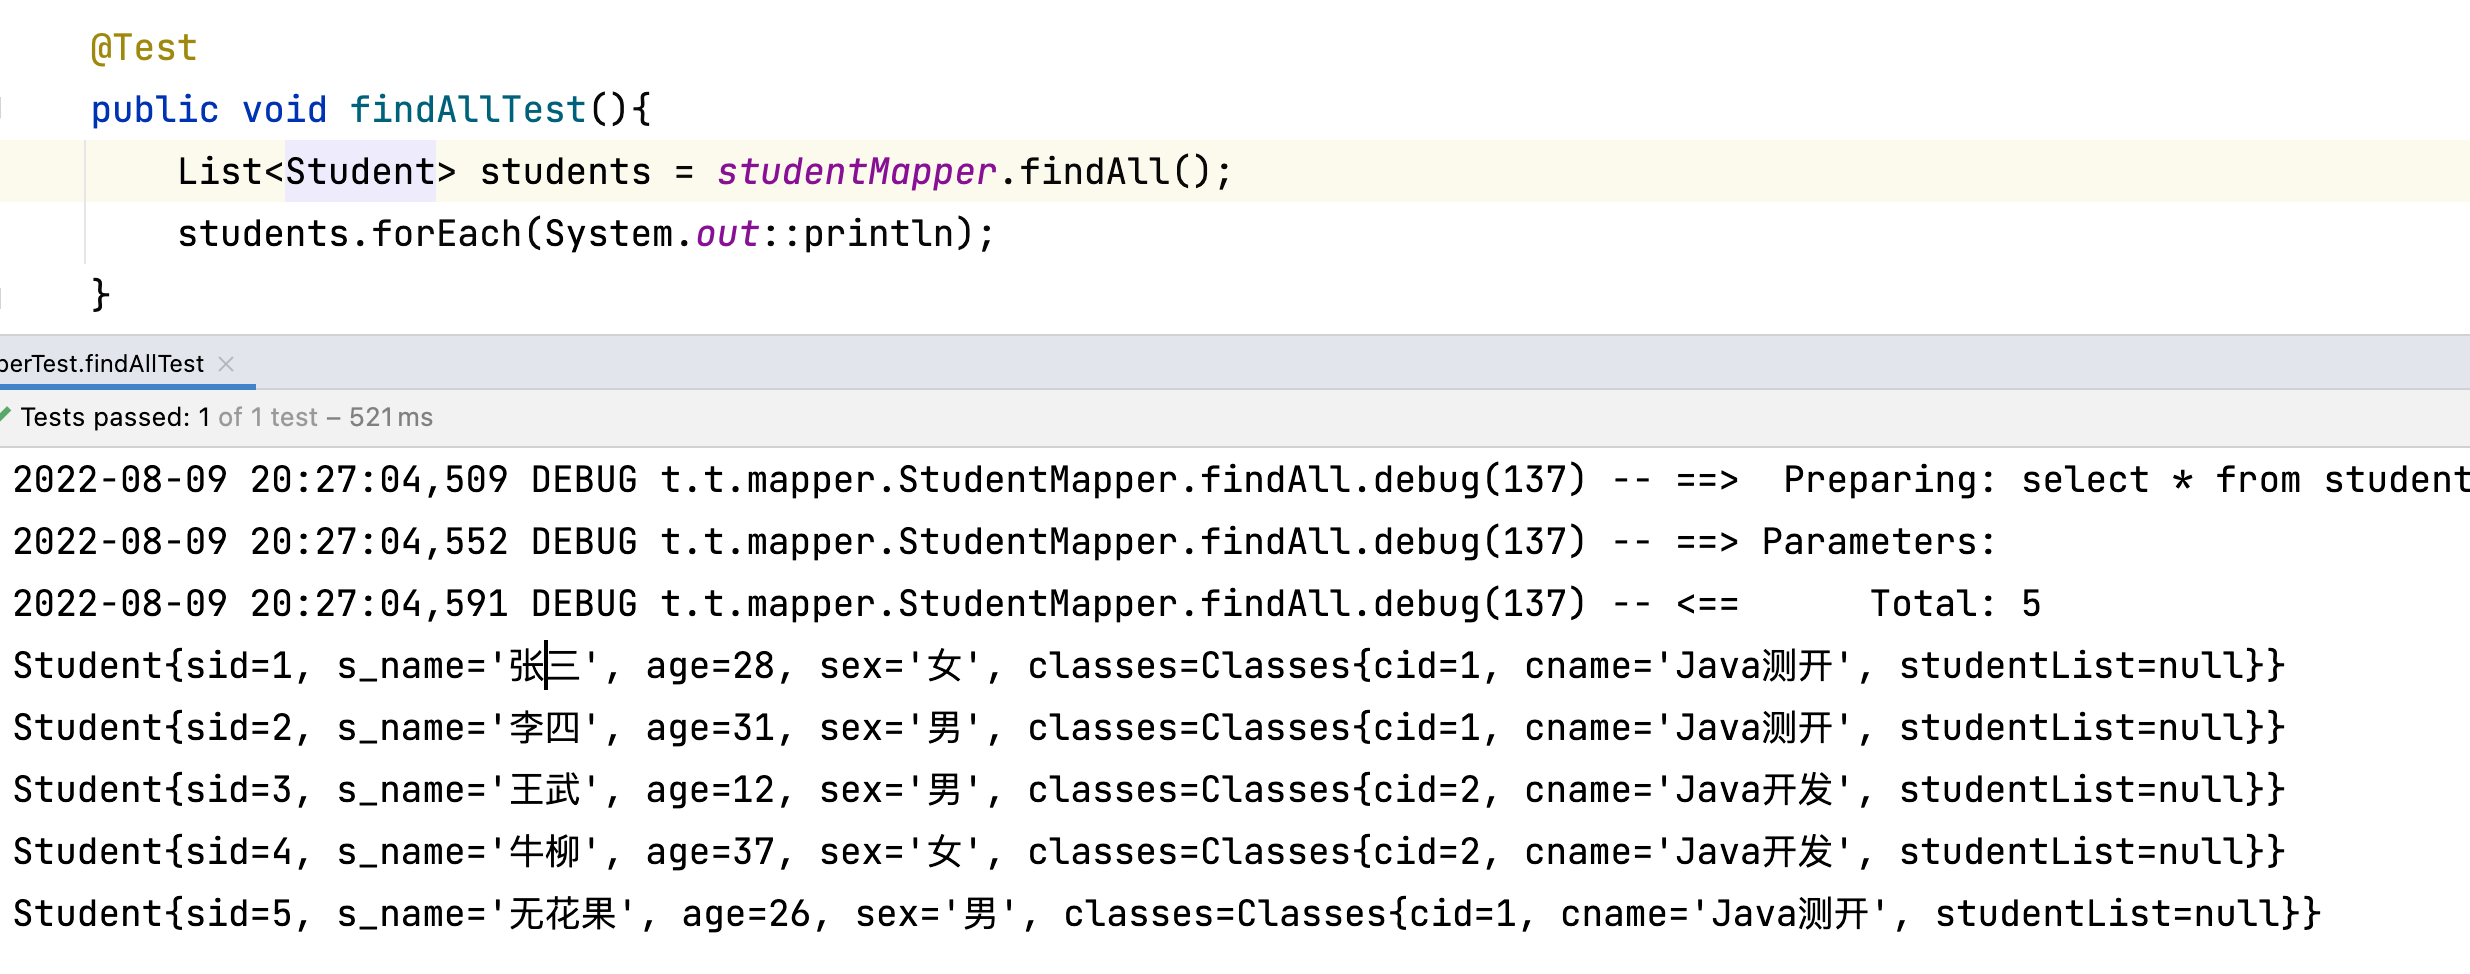 @Test
public void findAllTest(){
List<Student> students = studentMapper.findAll();
students.forEach(System.out::println);
}
perTest.findAllTest ×
Tests passed: 1 of 1 test – 521 ms
2022-08-09 20:27:04,509 DEBUG t.t.mapper.StudentMapper.findAll.debug(137) -- ==>  Preparing: select * from student
2022-08-09 20:27:04,552 DEBUG t.t.mapper.StudentMapper.findAll.debug(137) -- ==> Parameters:
2022-08-09 20:27:04,591 DEBUG t.t.mapper.StudentMapper.findAll.debug(137) -- <==      Total: 5
Student{sid=1, s_name='张三', age=28, sex='女', classes=Classes{cid=1, cname='Java测开', studentList=null}}
Student{sid=2, s_name='李四', age=31, sex='男', classes=Classes{cid=1, cname='Java测开', studentList=null}}
Student{sid=3, s_name='王武', age=12, sex='男', classes=Classes{cid=2, cname='Java开发', studentList=null}}
Student{sid=4, s_name='牛柳', age=37, sex='女', classes=Classes{cid=2, cname='Java开发', studentList=null}}
Student{sid=5, s_name='无花果', age=26, sex='男', classes=Classes{cid=1, cname='Java测开', studentList=null}}